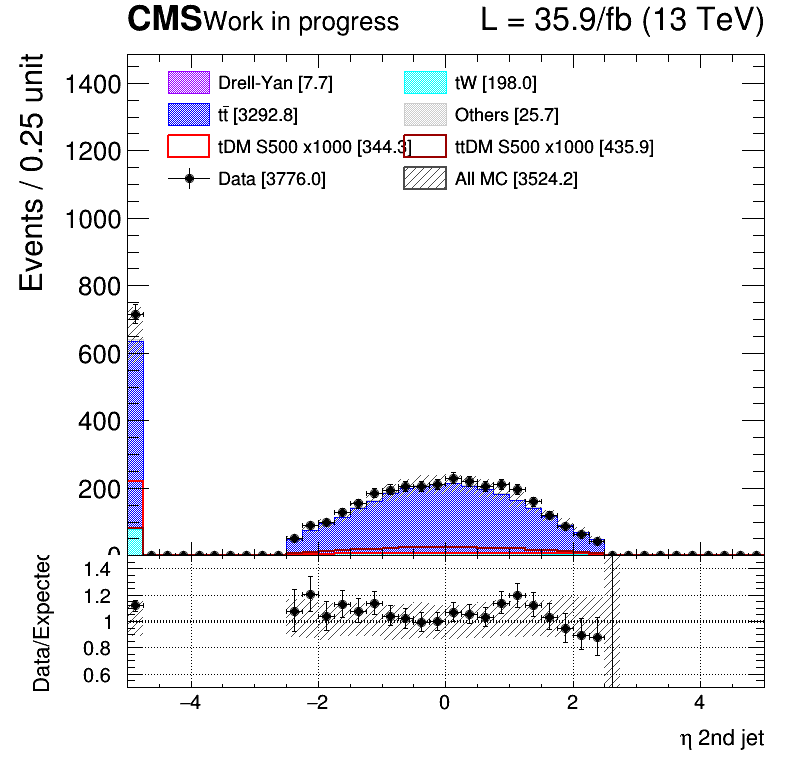 CMS Work in progress L = 35.9/fb (13 TeV)
Events / 0.25 unit
1400
1200
1000
800
600
400
200
0
Drell-Yan [7.7]
tW [198.0]
tt̄ [3292.8]
Others [25.7]
tDM S500 x1000 [344.3]
ttDM S500 x1000 [435.9]
Data [3776.0]
All MC [3524.2]
Data/Expected
1.4
1.2
1
0.8
0.6
−4 −2 0 2 4
η 2nd jet